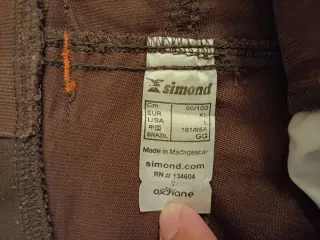 simond
Cm 90/100
EUR XL
USA L
中国 181/85A
BRAZIL GG
Made in Madagascar
simond.com
RN # 134604
oxylane